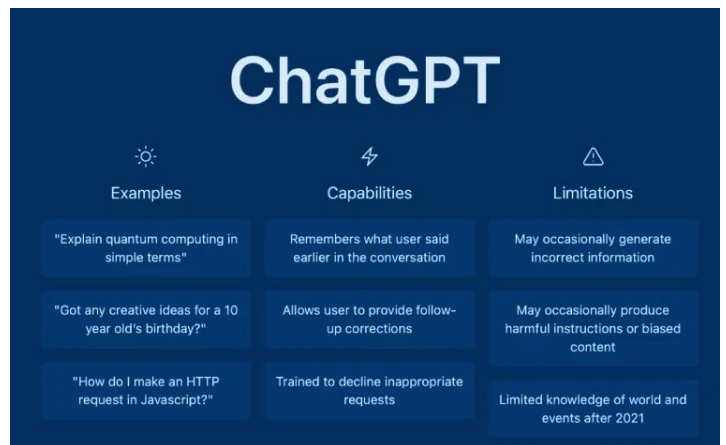 ChatGPT
Examples
"Explain quantum computing in
simple terms"
"Got any creative ideas for a 10
year old's birthday?"
"How do I make an HTTP
request in Javascript?"
Capabilities
Remembers what user said
earlier in the conversation
Allows user to provide follow-
up corrections
Trained to decline inappropriate
requests
Limitations
May occasionally generate
incorrect information
May occasionally produce
harmful instructions or biased
content
Limited knowledge of world and
events after 2021